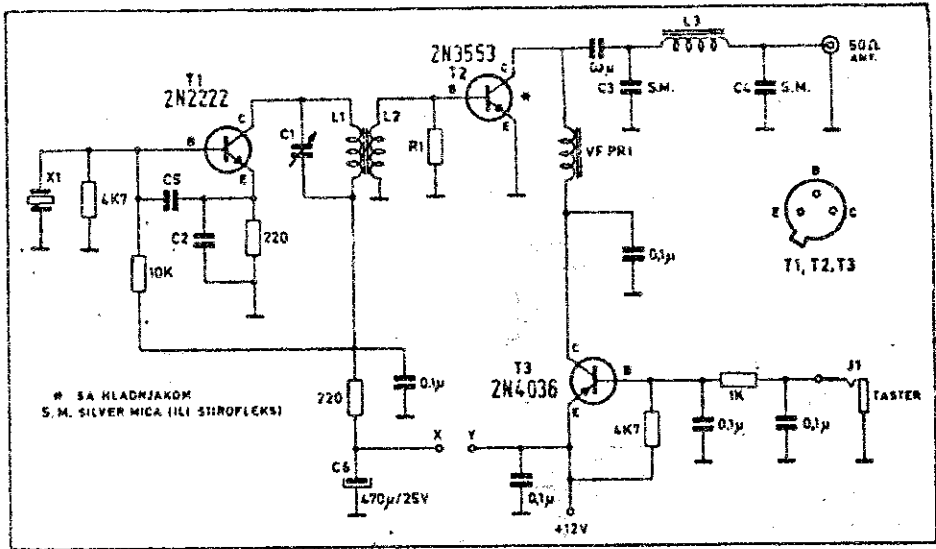 L3
2N3553
T2
C
B
*
E
0,1μ
C3
S.M.
C4
S.M.
50Ω
ANT.
T1
2N2222
C
B
E
C1
L1
L2
R1
VF PR1
X1
4K7
C5
C2
220
10K
0,1μ
B
E
C
T1, T2, T3
* SA HLADNJAKOM
S.M. SILVER MICA (ILI STIROFLEKS)
220
0.1μ
X
Y
C6
470μ/25V
0,1μ
+12V
T3
2N4036
C
B
E
4K7
0,1μ
1K
0,1μ
J1
TASTER